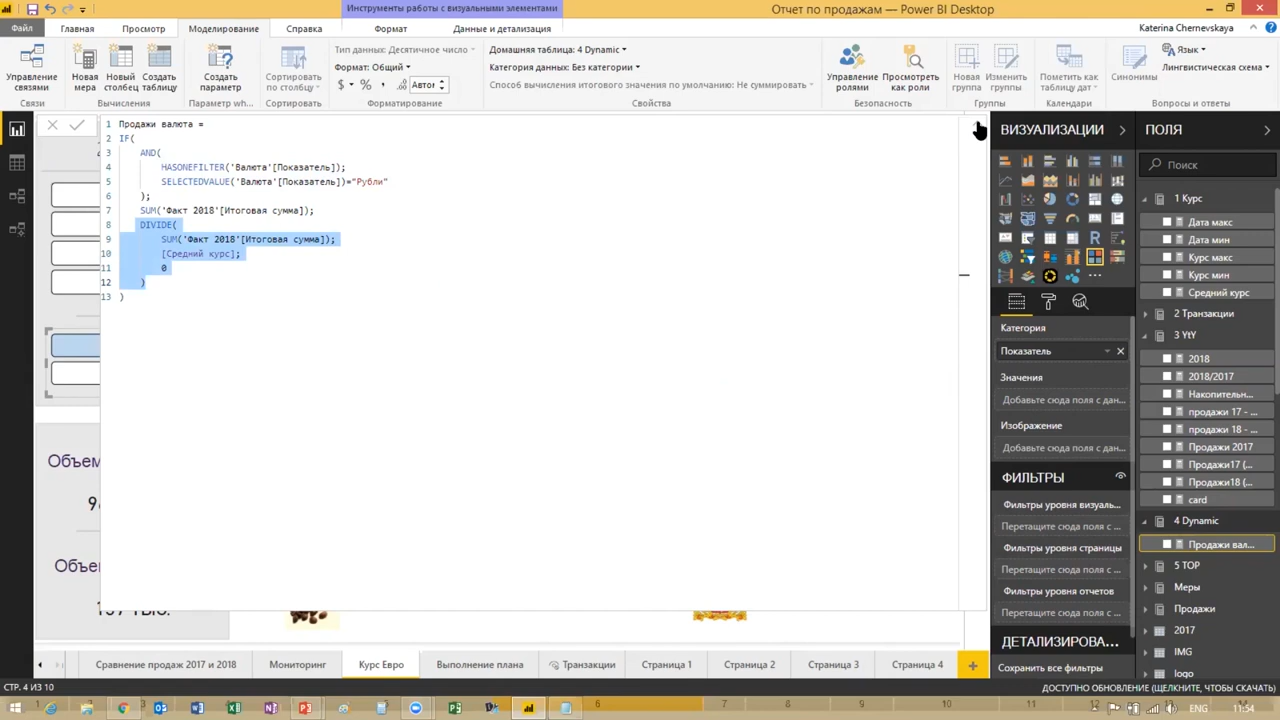 Инструменты работы с визуальными элементами
Отчет по продажам — Power BI Desktop
Файл
Главная
Просмотр
Моделирование
Справка
Формат
Данные и детализация
Katerina Chernevskaya
Управление связями
Связи
Новая мера
Новый столбец
Создать таблицу
Вычисления
Создать параметр
Параметр wh...
Сортировать по столбцу
Сортировать
Тип данных: Десятичное число
Формат: Общий
$ %
Авто
Форматирование
Домашняя таблица: 4 Dynamic
Категория данных: Без категории
Способ вычисления итогового значения по умолчанию: Не суммировать
Свойства
Управление ролями
Просмотреть как роли
Безопасность
Новая группа
Изменить группы
Группы
Пометить как таблицу дат
Календари
Синонимы
Язык
Лингвистическая схема
Вопросы и ответы
1 Продажи валюта =
2 IF(
3 AND(
4 HASONEFILTER('Валюта'[Показатель]);
5 SELECTEDVALUE('Валюта'[Показатель])="Рубли"
6 );
7 SUM('Факт 2018'[Итоговая сумма]);
8 DIVIDE(
9 SUM('Факт 2018'[Итоговая сумма]);
10 [Средний курс];
11 0
12 )
13 )
Объем
Объем
ВИЗУАЛИЗАЦИИ
R
Категория
Показатель
Значения
Добавьте сюда поля с дан...
Изображение
Добавьте сюда поля с дан...
ФИЛЬТРЫ
Фильтры уровня визуаль...
Перетащите сюда поля с ...
Фильтры уровня страницы
Перетащите сюда поля с ...
Фильтры уровня отчетов
Перетащите сюда поля с ...
ДЕТАЛИЗИРОВА...
Сохранить все фильтры
ПОЛЯ
Поиск
1 Курс
Дата макс
Дата мин
Курс макс
Курс мин
Средний курс
2 Транзакции
3 YtY
2018
2018/2017
Накопительн...
продажи 17 - ...
продажи 18 - ...
Продажи 2017
Продажи17 (...
Продажи18 (...
card
4 Dynamic
Продажи вал...
5 TOP
Меры
Продажи
2017
IMG
logo
Сравнение продаж 2017 и 2018
Мониторинг
Курс Евро
Выполнение плана
Транзакции
Страница 1
Страница 2
Страница 3
Страница 4
СТР. 4 ИЗ 10
ДОСТУПНО ОБНОВЛЕНИЕ (ЩЕЛКНИТЕ, ЧТОБЫ СКАЧАТЬ)
ENG
11:54